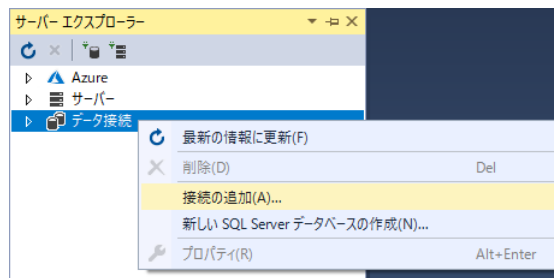 サーバー エクスプローラー
Azure
サーバー
データ接続
最新の情報に更新(F)
削除(D) Del
接続の追加(A)...
新しい SQL Server データベースの作成(N)...
プロパティ(R) Alt+Enter